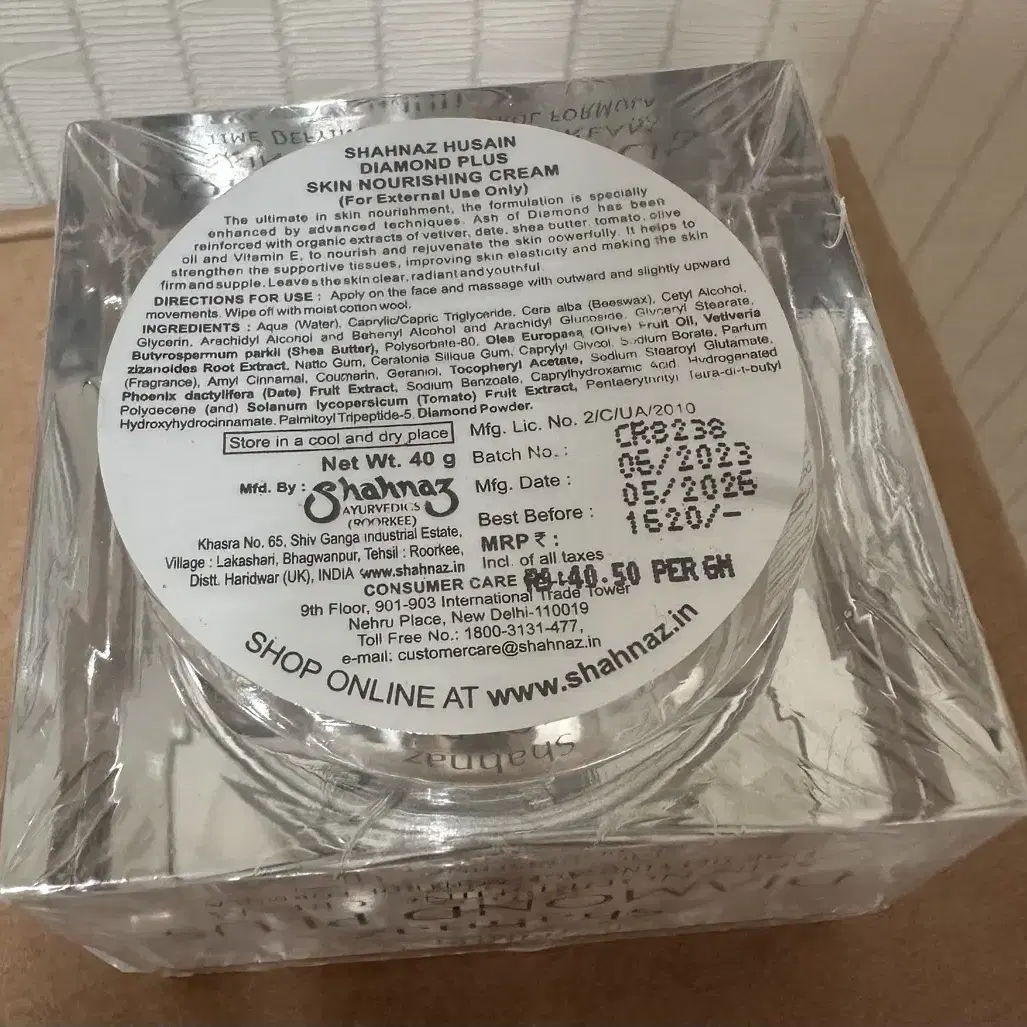 SHAHNAZ HUSAIN
DIAMOND PLUS
SKIN NOURISHING CREAM
(For External Use Only)
The ultimate in skin nourishment, the formulation is specially
enhanced by advanced techniques. Ash of Diamond has been
reinforced with organic extracts of vetiver, date, shea butter, tomato, olive
oil and Vitamin E, to nourish and rejuvenate the skin powerfully. It helps to
strengthen the supportive tissues, improving skin elasticity and making the skin
firm and supple. Leaves the skin clear, radiant and youthful.
DIRECTIONS FOR USE : Apply on the face and massage with outward and slightly upward
movements. Wipe off with moist cotton wool.
INGREDIENTS : Aqua (Water), Caprylic/Capric Triglyceride, Cera alba (Beeswax), Cetyl Alcohol,
Glycerin, Arachidyl Alcohol and Behenyl Alcohol and Arachidyl Glucoside, Glyceryl Stearate,
Butyrospermum parkii (Shea Butter), Polysorbate-80, Olea Europaea (Olive) Fruit Oil, Vetiveria
zizanoides Root Extract, Natto Gum, Ceratonia Siliqua Gum, Caprylyl Glycol, Sodium Borate, Parfum
(Fragrance), Amyl Cinnamal, Coumarin, Geraniol, Tocopheryl Acetate, Sodium Stearoyl Glutamate,
Phoenix dactylifera (Date) Fruit Extract, Sodium Benzoate, Caprylhydroxamic Acid, Hydrogenated
Polydecene (and) Solanum lycopersicum (Tomato) Fruit Extract, Pentaerythrityl Tetra-di-t-butyl
Hydroxyhydrocinnamate, Palmitoyl Tripeptide-5, Diamond Powder.
Store in a cool and dry place
Net Wt. 40 g
Mfd. By : Shahnaz
AYURVEDICS
(ROORKEE)
Khasra No. 65, Shiv Ganga Industrial Estate,
Village : Lakashari, Bhagwanpur, Tehsil : Roorkee,
Distt. Haridwar (UK), INDIA www.shahnaz.in
Mfg. Lic. No. 2/C/UA/2010
Batch No. : CR8238
Mfg. Date : 06/2023
Best Before : 05/2026
MRP ₹ : 1620/-
Incl. of all taxes
40.50 PER GM
CONSUMER CARE
9th Floor, 901-903 International Trade Tower
Nehru Place, New Delhi-110019
Toll Free No.: 1800-3131-477,
e-mail: customercare@shahnaz.in
SHOP ONLINE AT www.shahnaz.in
Shahnaz